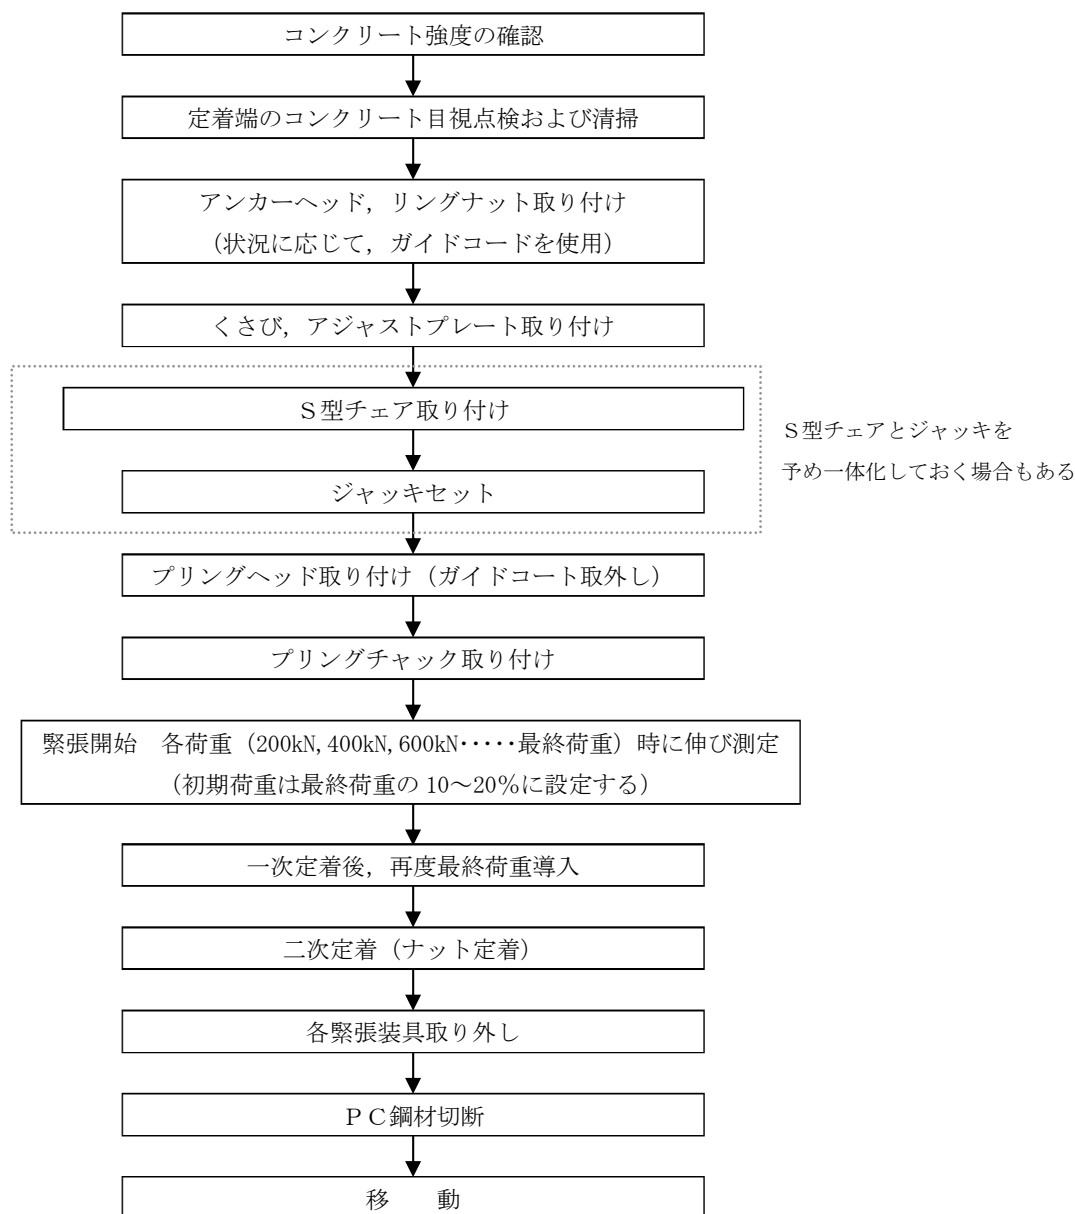 コンクリート強度の確認
定着端のコンクリート目視点検および清掃
アンカーヘッド，リングナット取り付け
（状況に応じて，ガイドコードを使用）
くさび，アジャストプレート取り付け
Ｓ型チェア取り付け
Ｓ型チェアとジャッキを
予め一体化しておく場合もある
ジャッキセット
プリングヘッド取り付け（ガイドコート取外し）
プリングチャック取り付け
緊張開始　各荷重（200kN,400kN,600kN･････最終荷重）時に伸び測定
（初期荷重は最終荷重の 10～20％に設定する）
一次定着後，再度最終荷重導入
二次定着（ナット定着）
各緊張装具取り外し
ＰＣ鋼材切断
移　　動